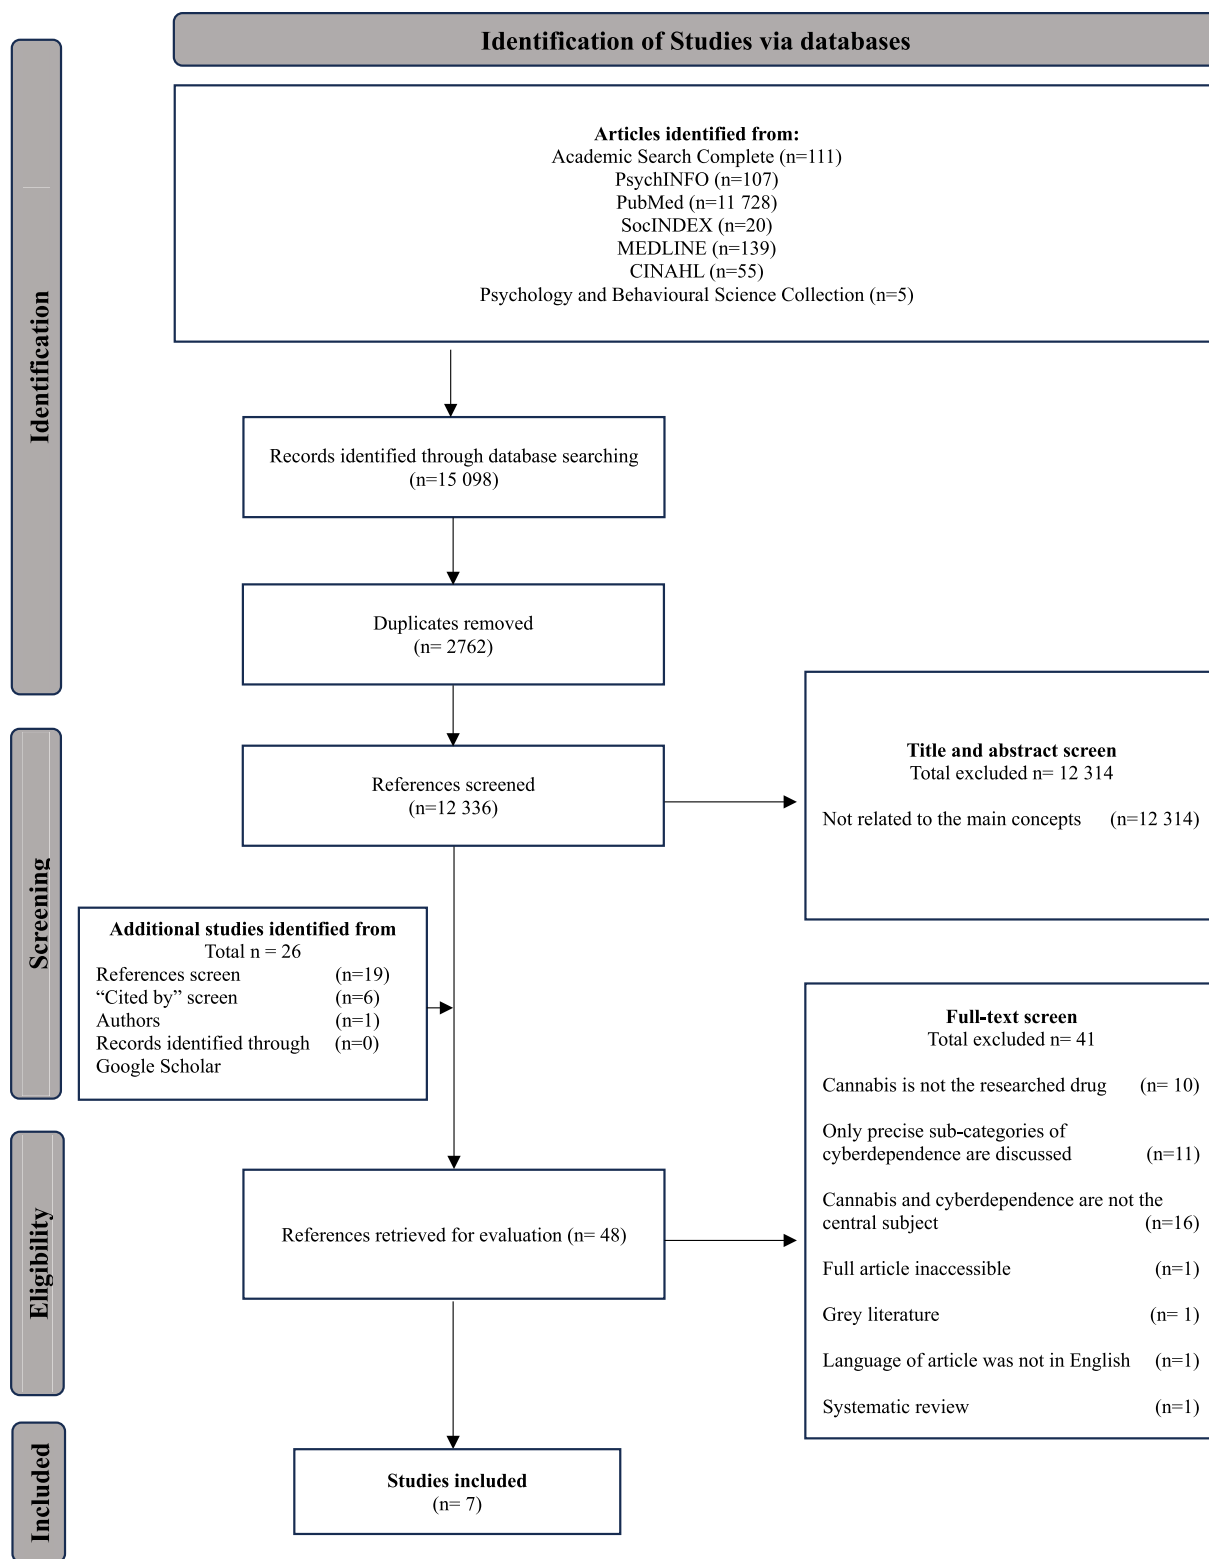 Identification of Studies via databases
Identification
Articles identified from:
Academic Search Complete (n=111)
PsychINFO (n=107)
PubMed (n=11 728)
SocINDEX (n=20)
MEDLINE (n=139)
CINAHL (n=55)
Psychology and Behavioural Science Collection (n=5)
Records identified through database searching
(n=15 098)
Duplicates removed
(n= 2762)
Screening
References screened
(n=12 336)
Title and abstract screen
Total excluded n= 12 314
Not related to the main concepts (n=12 314)
Additional studies identified from
Total n = 26
References screen (n=19)
“Cited by” screen (n=6)
Authors (n=1)
Records identified through (n=0)
Google Scholar
Eligibility
References retrieved for evaluation (n= 48)
Full-text screen
Total excluded n= 41
Cannabis is not the researched drug (n= 10)
Only precise sub-categories of
cyberdependence are discussed (n=11)
Cannabis and cyberdependence are not the
central subject (n=16)
Full article inaccessible (n=1)
Grey literature (n= 1)
Language of article was not in English (n=1)
Systematic review (n=1)
Included
Studies included
(n= 7)